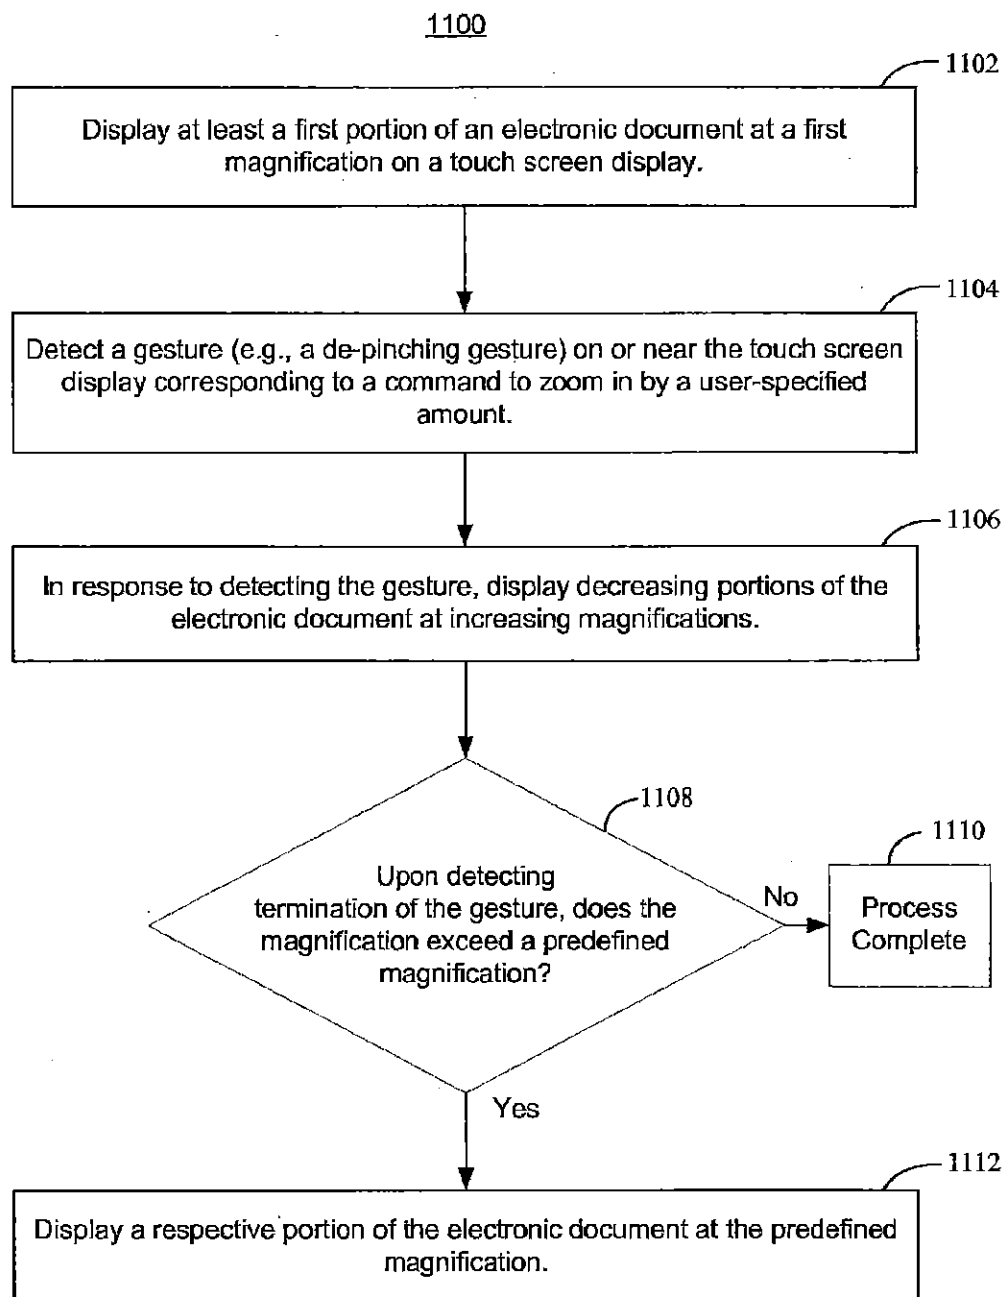 1100
1102
Display at least a first portion of an electronic document at a first
magnification on a touch screen display.
1104
Detect a gesture (e.g., a de-pinching gesture) on or near the touch screen
display corresponding to a command to zoom in by a user-specified
amount.
1106
In response to detecting the gesture, display decreasing portions of the
electronic document at increasing magnifications.
1108
Upon detecting
termination of the gesture, does the
magnification exceed a predefined
magnification?
No
1110
Process
Complete
Yes
1112
Display a respective portion of the electronic document at the predefined
magnification.